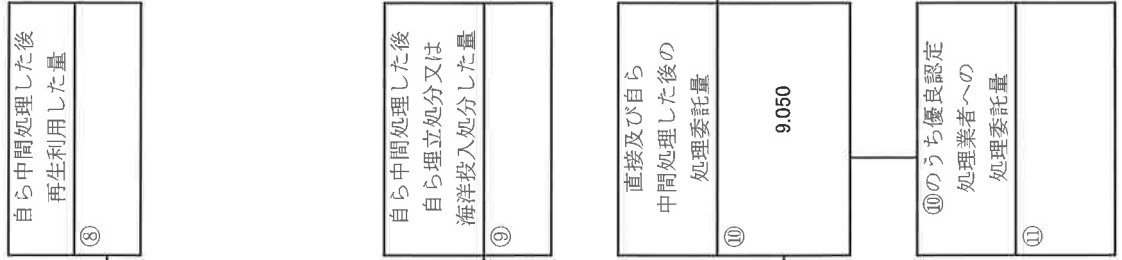 自ら中間処理した後
再生利用した量
⑧
自ら中間処理した後
自ら埋立処分又は
海洋投入処分した量
⑨
直接及び自ら
中間処理した後の
処理委託量
⑩
9.050
⑩のうち優良認定
処理業者への
処理委託量
⑪